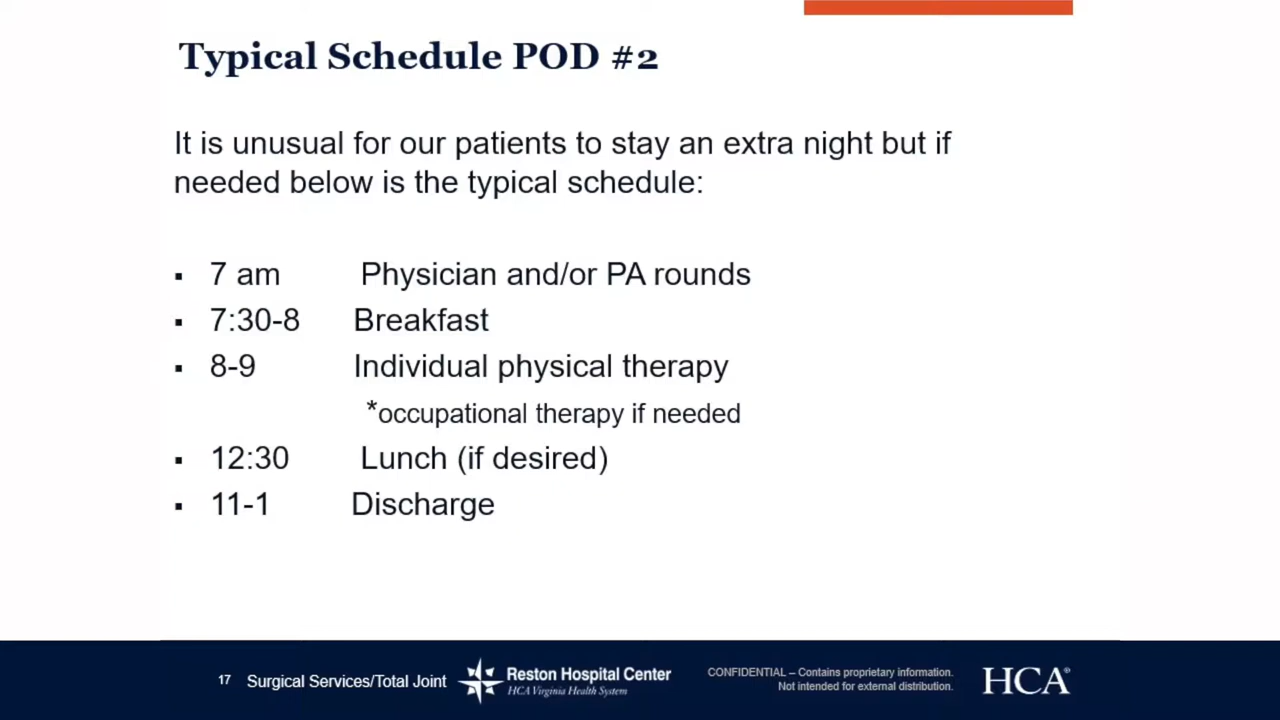 Typical Schedule POD #2
It is unusual for our patients to stay an extra night but if
needed below is the typical schedule:
▪ 7 am Physician and/or PA rounds
▪ 7:30-8 Breakfast
▪ 8-9 Individual physical therapy
*occupational therapy if needed
▪ 12:30 Lunch (if desired)
▪ 11-1 Discharge
17 Surgical Services/Total Joint
Reston Hospital Center
HCA Virginia Health System
CONFIDENTIAL – Contains proprietary information.
Not intended for external distribution.
HCA®